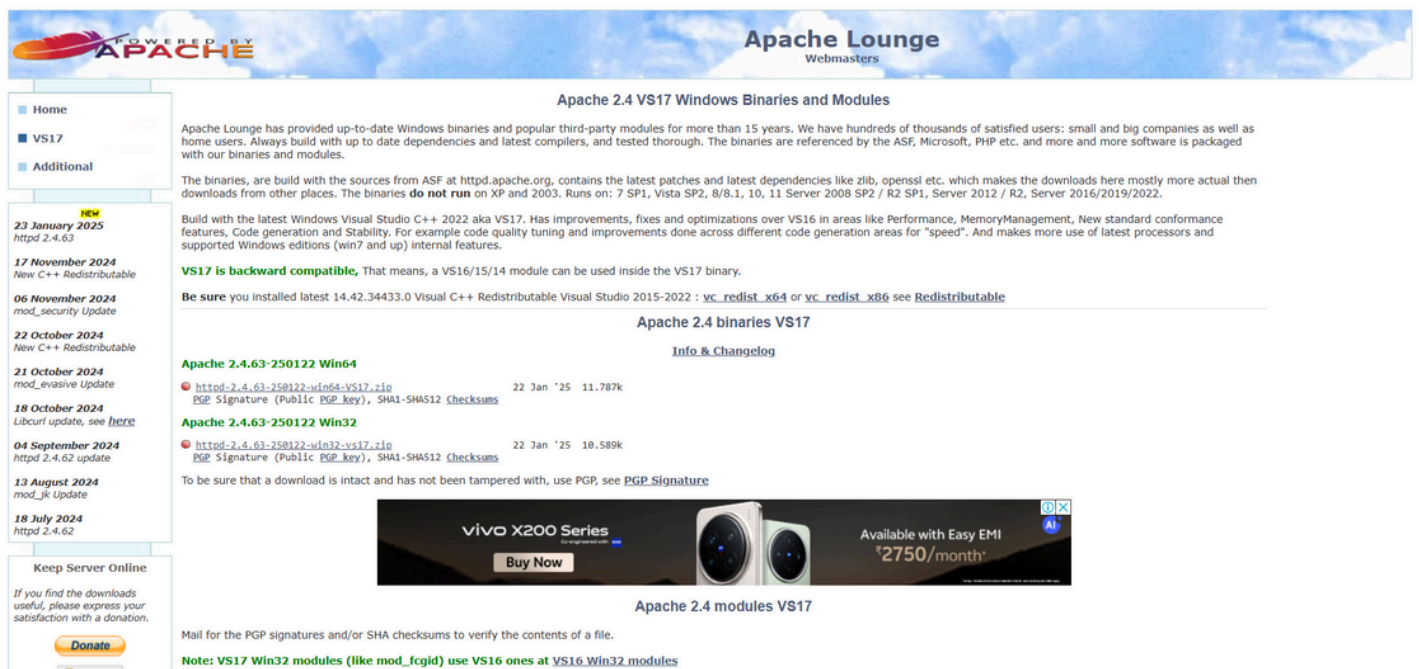 POWERED BY
APACHE
Apache Lounge
Webmasters
Home
VS17
Additional
NEW
23 January 2025
httpd 2.4.63
17 November 2024
New C++ Redistributable
06 November 2024
mod_security Update
22 October 2024
New C++ Redistributable
21 October 2024
mod_evasive Update
18 October 2024
Libcurl update, see here
04 September 2024
httpd 2.4.62 update
13 August 2024
mod_jk Update
18 July 2024
httpd 2.4.62
Keep Server Online
If you find the downloads
useful, please express your
satisfaction with a donation.
Donate
Apache 2.4 VS17 Windows Binaries and Modules
Apache Lounge has provided up-to-date Windows binaries and popular third-party modules for more than 15 years. We have hundreds of thousands of satisfied users: small and big companies as well as
home users. Always build with up to date dependencies and latest compilers, and tested thorough. The binaries are referenced by the ASF, Microsoft, PHP etc. and more and more software is packaged
with our binaries and modules.
The binaries, are build with the sources from ASF at httpd.apache.org, contains the latest patches and latest dependencies like zlib, openssl etc. which makes the downloads here mostly more actual then
downloads from other places. The binaries do not run on XP and 2003. Runs on: 7 SP1, Vista SP2, 8/8.1, 10, 11 Server 2008 SP2 / R2 SP1, Server 2012 / R2, Server 2016/2019/2022.
Build with the latest Windows Visual Studio C++ 2022 aka VS17. Has improvements, fixes and optimizations over VS16 in areas like Performance, MemoryManagement, New standard conformance
features, Code generation and Stability. For example code quality tuning and improvements done across different code generation areas for "speed". And makes more use of latest processors and
supported Windows editions (win7 and up) internal features.
VS17 is backward compatible, That means, a VS16/15/14 module can be used inside the VS17 binary.
Be sure you installed latest 14.42.34433.0 Visual C++ Redistributable Visual Studio 2015-2022 : vc_redist_x64 or vc_redist_x86 see Redistributable
Apache 2.4 binaries VS17
Info & Changelog
Apache 2.4.63-250122 Win64
httpd-2.4.63-250122-win64-VS17.zip 22 Jan '25 11.787k
PGP Signature (Public PGP key), SHA1-SHA512 Checksums
Apache 2.4.63-250122 Win32
httpd-2.4.63-250122-win32-vs17.zip 22 Jan '25 10.589k
PGP Signature (Public PGP key), SHA1-SHA512 Checksums
To be sure that a download is intact and has not been tampered with, use PGP, see PGP Signature
vivo X200 Series
Co-engineered with
Buy Now
Available with Easy EMI
₹2750/month*
AI
Apache 2.4 modules VS17
Mail for the PGP signatures and/or SHA checksums to verify the contents of a file.
Note: VS17 Win32 modules (like mod_fcgid) use VS16 ones at VS16 Win32 modules